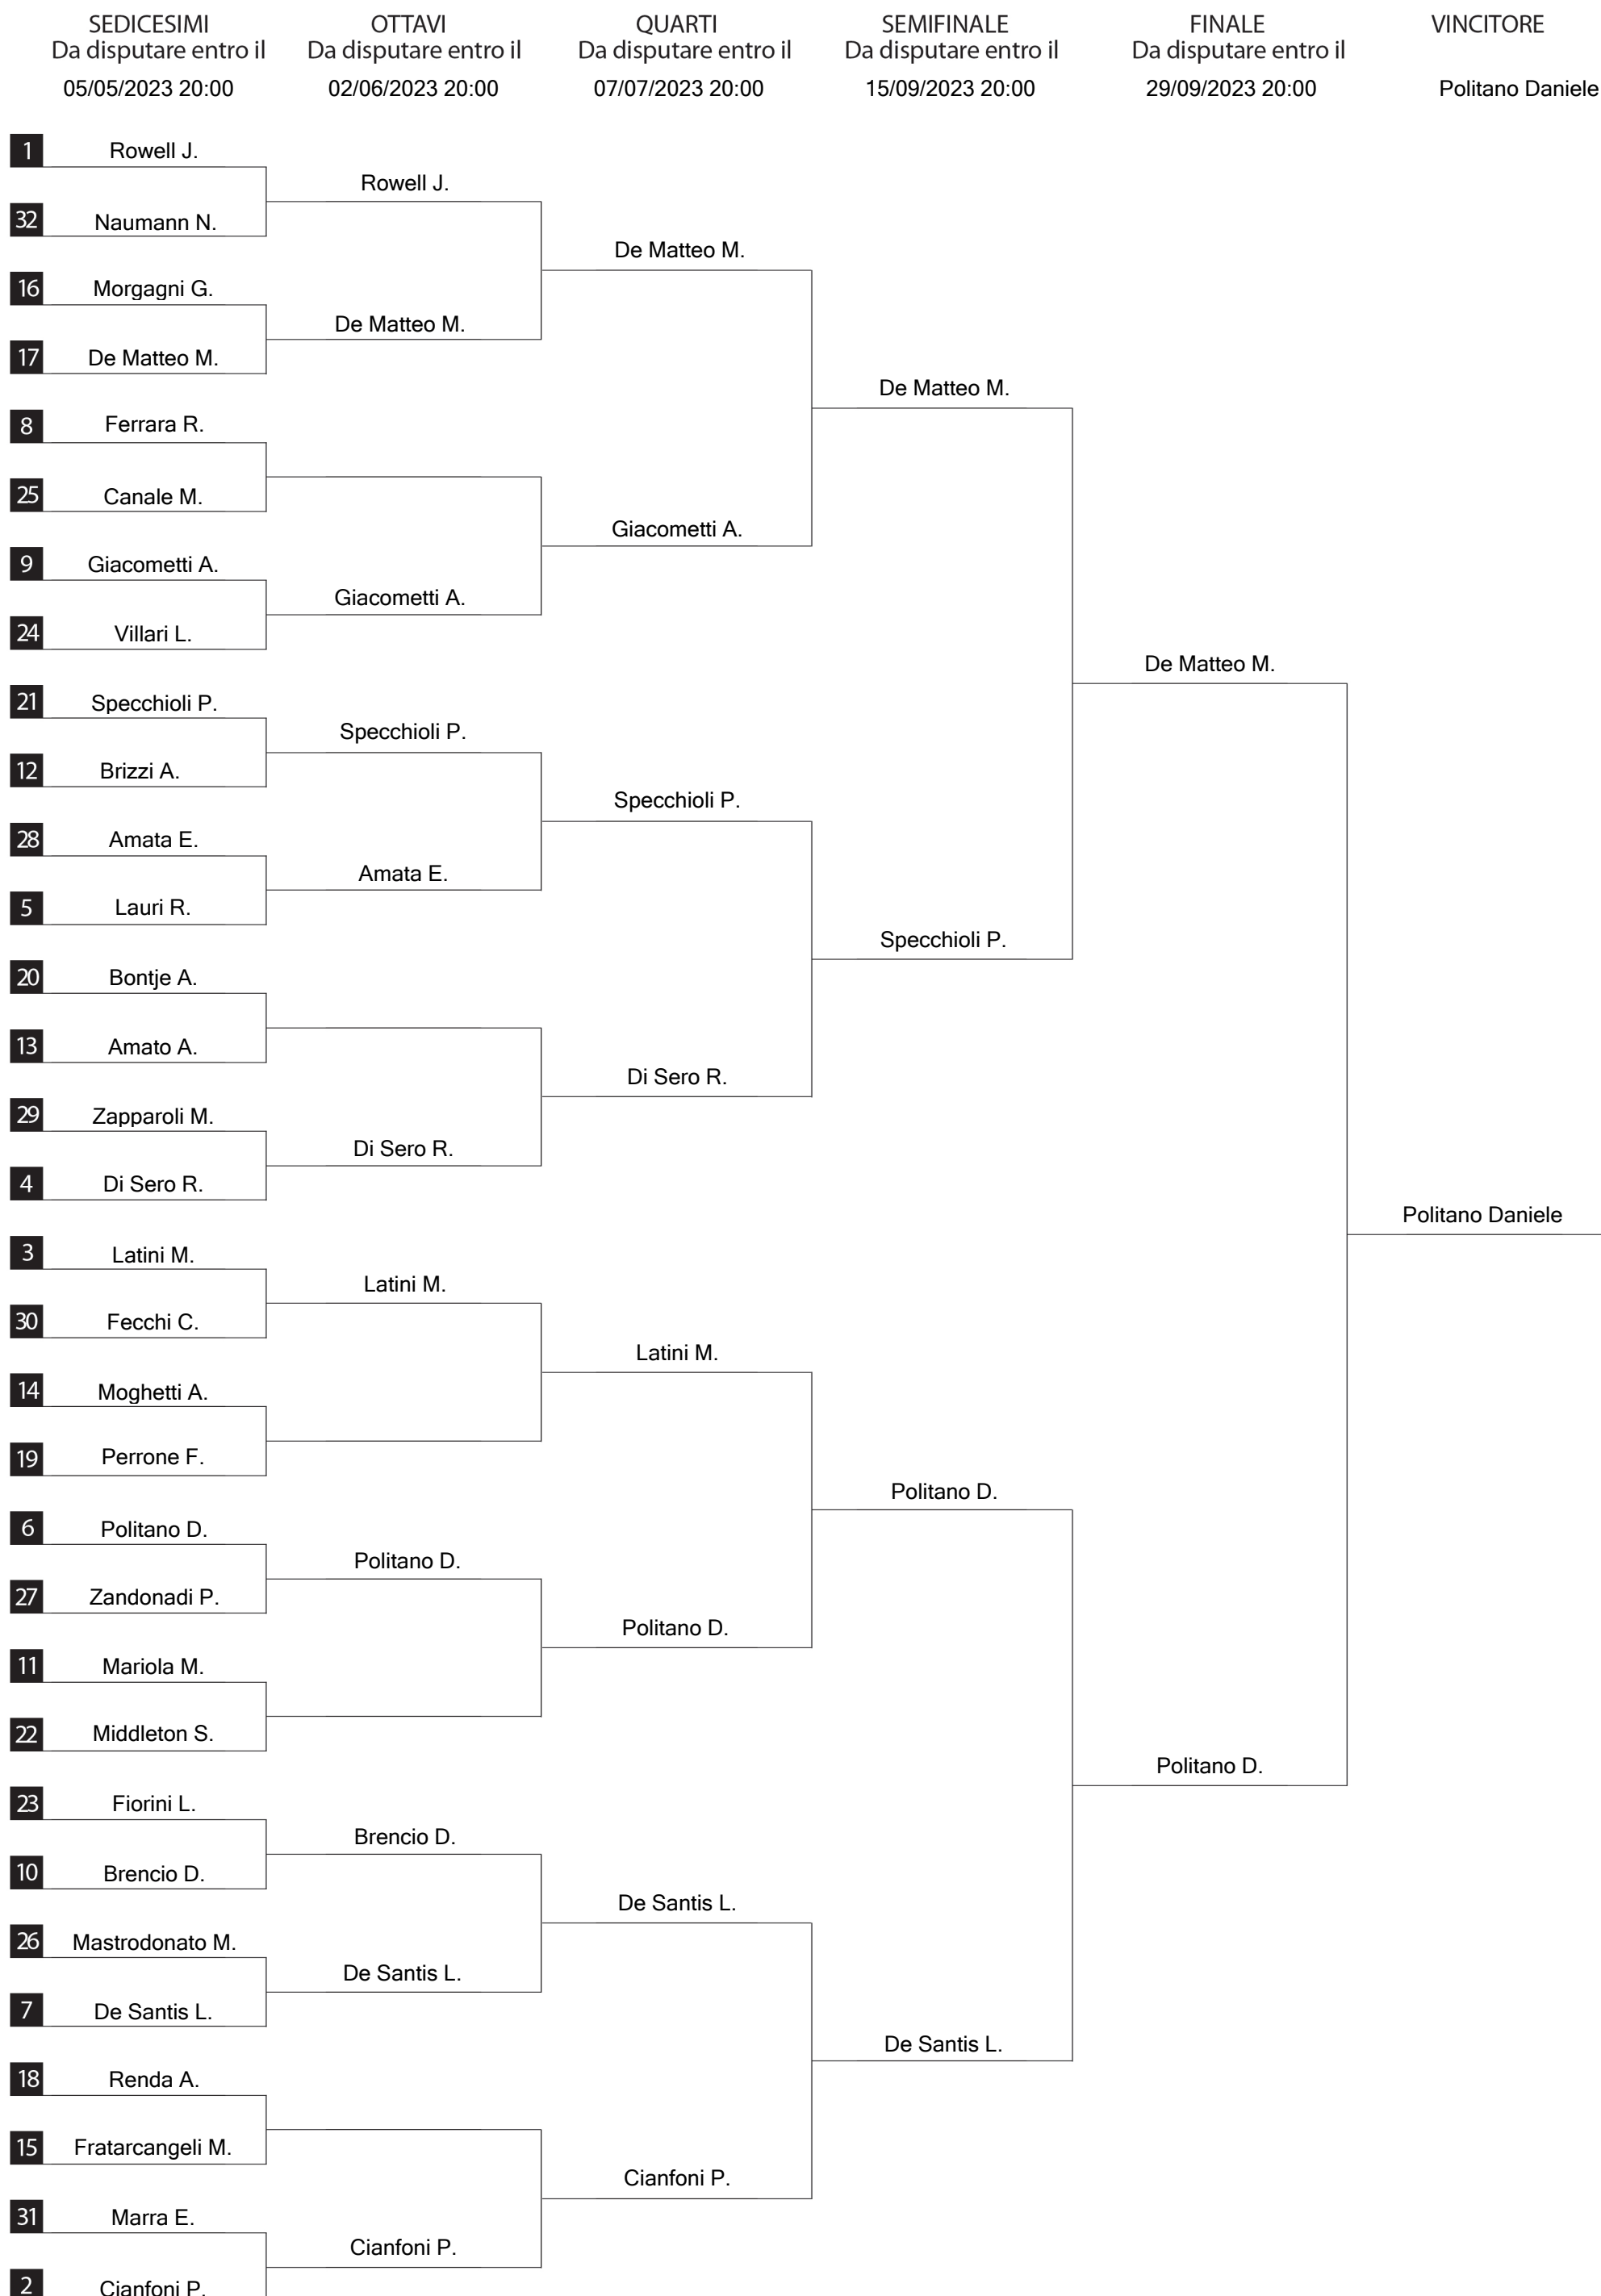 SEDICESIMI OTTAVI QUARTI SEMIFINALE FINALE VINCITORE
Da disputare entro il Da disputare entro il Da disputare entro il Da disputare entro il Da disputare entro il
05/05/2023 20:00 02/06/2023 20:00 07/07/2023 20:00 15/09/2023 20:00 29/09/2023 20:00 Politano Daniele
1 Rowell J.
Rowell J.
32 Naumann N.
De Matteo M.
16 Morgagni G.
De Matteo M.
17 De Matteo M.
De Matteo M.
8 Ferrara R.
25 Canale M.
Giacometti A.
9 Giacometti A.
Giacometti A.
24 Villari L.
De Matteo M.
21 Specchioli P.
Specchioli P.
12 Brizzi A.
Specchioli P.
28 Amata E.
Amata E.
5 Lauri R.
Specchioli P.
20 Bontje A.
13 Amato A.
Di Sero R.
29 Zapparoli M.
Di Sero R.
4 Di Sero R.
Politano Daniele
3 Latini M.
Latini M.
30 Fecchi C.
Latini M.
14 Moghetti A.
19 Perrone F.
Politano D.
6 Politano D.
Politano D.
27 Zandonadi P.
Politano D.
11 Mariola M.
22 Middleton S.
Politano D.
23 Fiorini L.
Brencio D.
10 Brencio D.
De Santis L.
26 Mastrodonato M.
De Santis L.
7 De Santis L.
De Santis L.
18 Renda A.
15 Fratarcangeli M.
Cianfoni P.
31 Marra E.
Cianfoni P.
2 Cianfoni P.